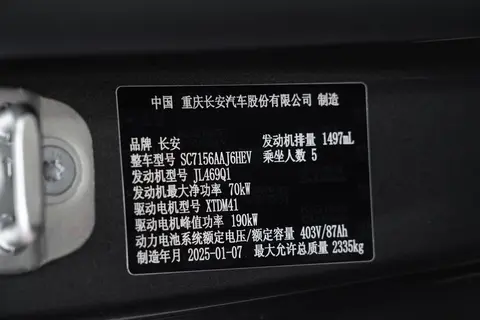 中国 重庆长安汽车股份有限公司 制造
品牌 长安 发动机排量 1497mL
整车型号 SC7156AAJ6HEV 乘坐人数 5
发动机型号 JL469Q1
发动机最大净功率 70kW
驱动电机型号 XTDM41
驱动电机峰值功率 190kW
动力电池系统额定电压/额定容量 403V/87Ah
制造年月 2025-01-07 最大允许总质量 2335kg